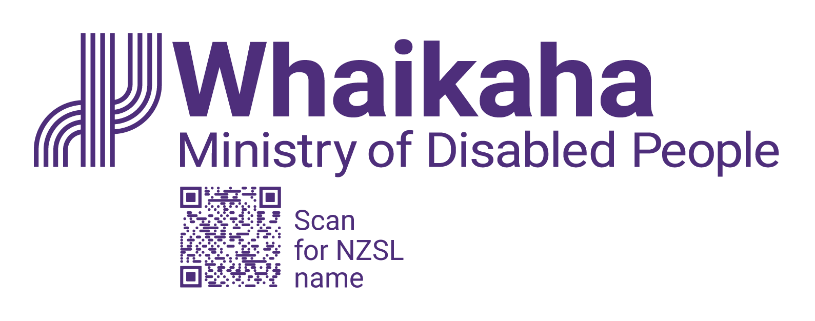 Whaikaha
Ministry of Disabled People
Scan
for NZSL
name